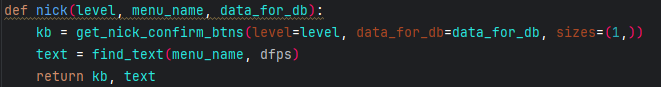 def nick(level, menu_name, data_for_db):
    kb = get_nick_confirm_btns(level=level, data_for_db=data_for_db, sizes=(1,))
    text = find_text(menu_name, dfps)
    return kb, text